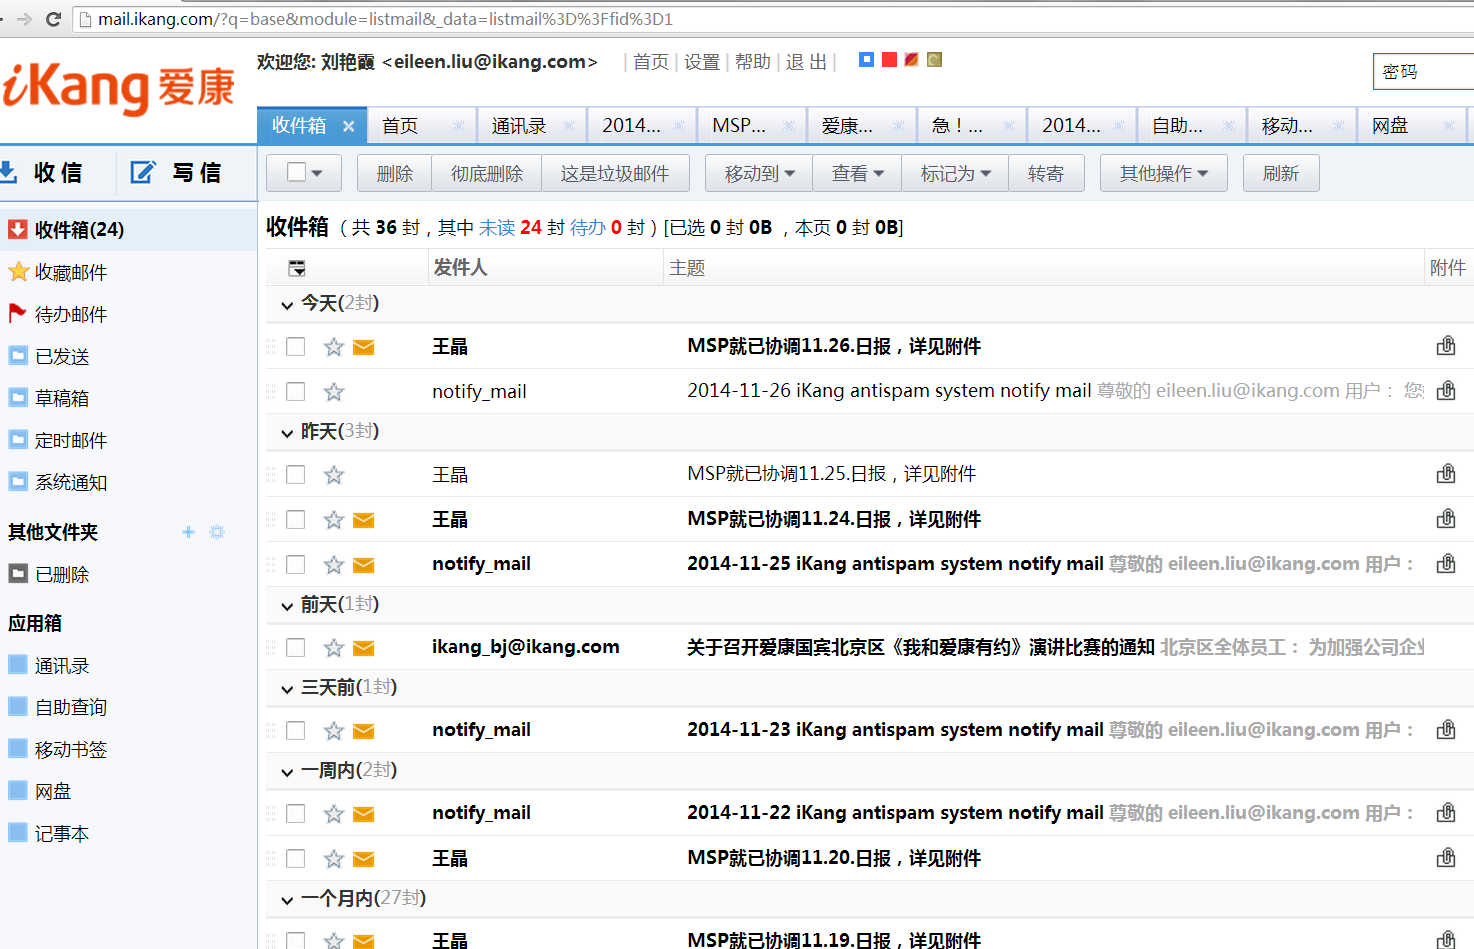 mail.ikang.com/?q=base&module=listmail&_data=listmail%3D%3Ffid%3D1
iKang 爱康
欢迎您: 刘艳霞 <eileen.liu@ikang.com> | 首页 | 设置 | 帮助 | 退 出 |
密码
收件箱 首页 通讯录 2014... MSP... 爱康... 急！... 2014... 自助... 移动... 网盘
收 信 写 信
删除 彻底删除 这是垃圾邮件 移动到 查看 标记为 转寄 其他操作 刷新
收件箱(24)
收藏邮件
待办邮件
已发送
草稿箱
定时邮件
系统通知
其他文件夹
已删除
应用箱
通讯录
自助查询
移动书签
网盘
记事本
收件箱（共 36 封，其中 未读 24 封 待办 0 封）[已选 0 封 0B ，本页 0 封 0B]
发件人 主题 附件
今天(2封)
王晶 MSP就已协调11.26.日报，详见附件
notify_mail 2014-11-26 iKang antispam system notify mail 尊敬的 eileen.liu@ikang.com 用户： 您
昨天(3封)
王晶 MSP就已协调11.25.日报，详见附件
王晶 MSP就已协调11.24.日报，详见附件
notify_mail 2014-11-25 iKang antispam system notify mail 尊敬的 eileen.liu@ikang.com 用户：
前天(1封)
ikang_bj@ikang.com 关于召开爱康国宾北京区《我和爱康有约》演讲比赛的通知 北京区全体员工： 为加强公司企业
三天前(1封)
notify_mail 2014-11-23 iKang antispam system notify mail 尊敬的 eileen.liu@ikang.com 用户：
一周内(2封)
notify_mail 2014-11-22 iKang antispam system notify mail 尊敬的 eileen.liu@ikang.com 用户：
王晶 MSP就已协调11.20.日报，详见附件
一个月内(27封)
王晶 MSP就已协调11.19.日报，详见附件